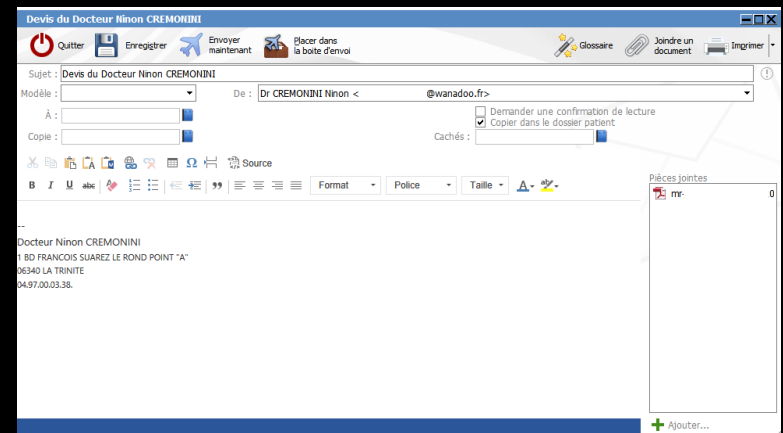 Devis du Docteur Ninon CREMONINI
Quitter Enregistrer Envoyer maintenant Placer dans la boite d'envoi Glossaire Joindre un document Imprimer
Sujet : Devis du Docteur Ninon CREMONINI
Modèle : De : Dr CREMONINI Ninon < @wanadoo.fr>
À : Demander une confirmation de lecture
Copier dans le dossier patient
Copie : Cachés :
Source
B I U abc Format Police Taille A
Pièces jointes
mr- 0
--
Docteur Ninon CREMONINI
1 BD FRANCOIS SUAREZ LE ROND POINT "A"
06340 LA TRINITE
04.97.00.03.38.
Ajouter...